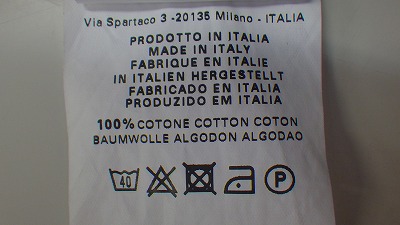 Via Spartaco 3 -20135 Milano - ITALIA
PRODOTTO IN ITALIA
MADE IN ITALY
FABRIQUE EN ITALIE
IN ITALIEN HERGESTELLT
FABRICADO EN ITALIA
PRODUZIDO EM ITALIA
100% COTONE COTTON COTON
BAUMWOLLE ALGODON ALGODAO
40 P